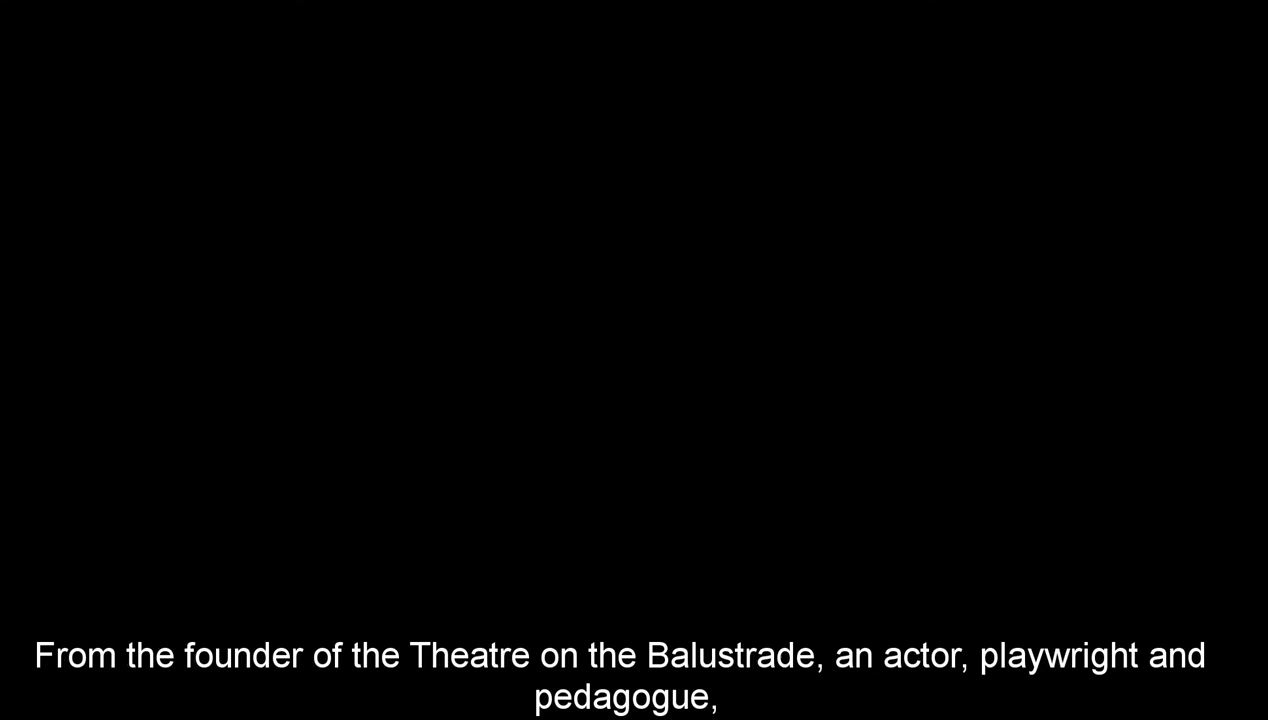 From the founder of the Theatre on the Balustrade, an actor, playwright and
pedagogue,